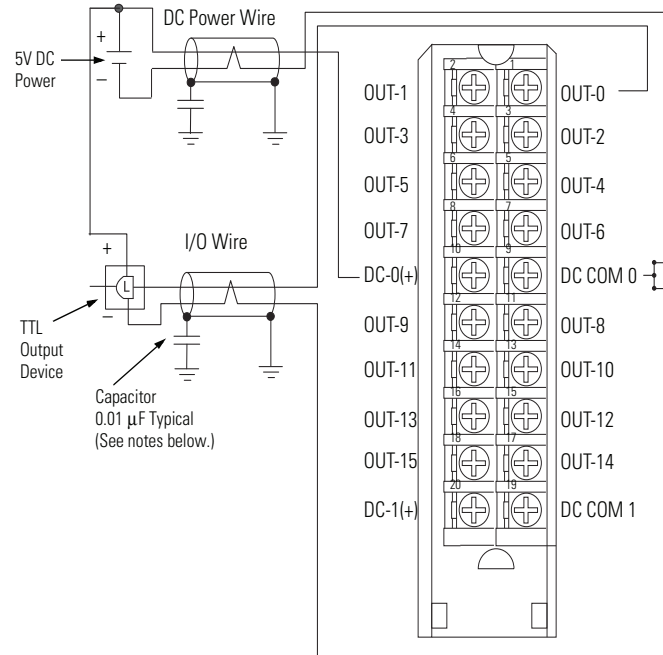 DC Power Wire
+
5V DC
Power
–
I/O Wire
+
L
–
TTL
Output
Device
Capacitor
0.01 µF Typical
(See notes below.)
2 1
OUT-1 OUT-0
4 3
OUT-3 OUT-2
6 5
OUT-5 OUT-4
8 7
OUT-7 OUT-6
10 9
DC-0(+) DC COM 0
12 11
OUT-9 OUT-8
14 13
OUT-11 OUT-10
16 15
OUT-13 OUT-12
18 17
OUT-15 OUT-14
20 19
DC-1(+) DC COM 1